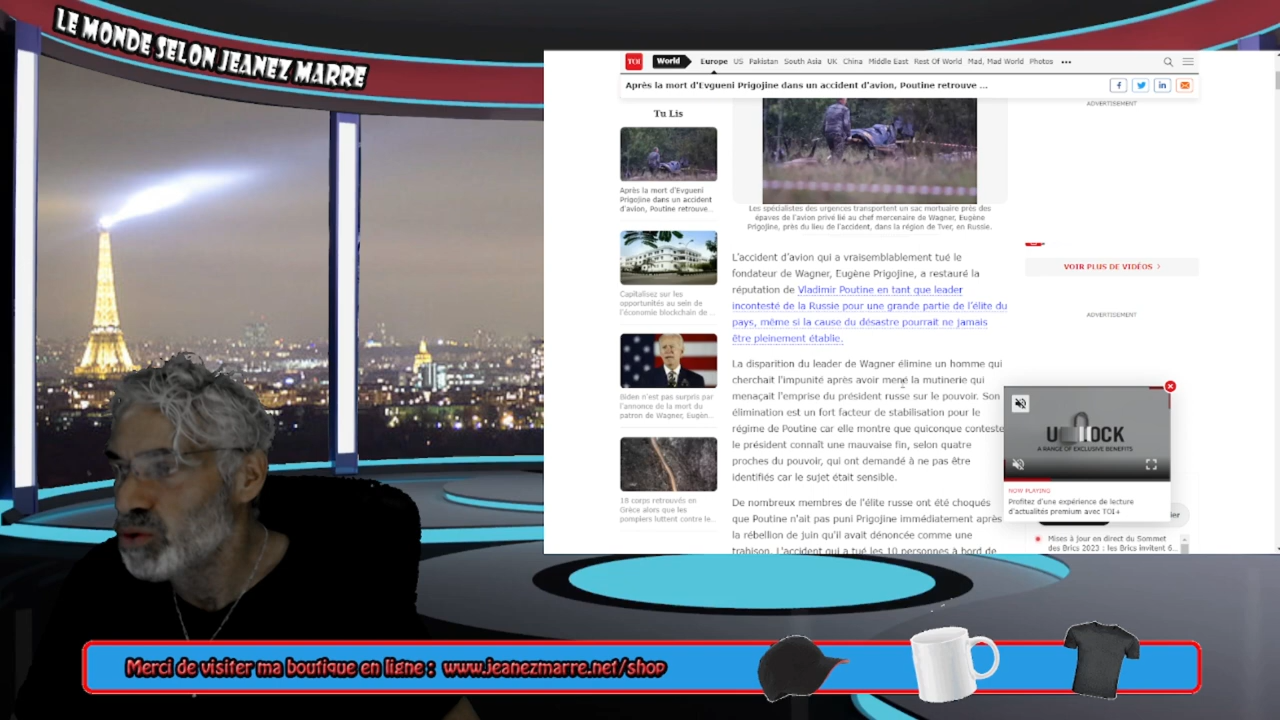 LE MONDE SELON JEANEZ MARRE
TOI
World
Europe US Pakistan South Asia UK China Middle East Rest Of World Mad, Mad World Photos
Après la mort d'Evgueni Prigojine dans un accident d'avion, Poutine retrouve ...
Tu Lis
Après la mort d'Evgueni
Prigojine dans un accident
d'avion, Poutine retrouve...
Capitalisez sur les
opportunités au sein de
l'économie blockchain de ...
Biden n'est pas surpris par
l'annonce de la mort du
patron de Wagner, Eugèn...
18 corps retrouvés en
Grèce alors que les
pompiers luttent contre le...
Les spécialistes des urgences transportent un sac mortuaire près des
épaves de l'avion privé lié au chef mercenaire de Wagner, Eugène
Prigojine, près du lieu de l'accident, dans la région de Tver, en Russie.
L'accident d'avion qui a vraisemblablement tué le
fondateur de Wagner, Eugène Prigojine, a restauré la
réputation de Vladimir Poutine en tant que leader
incontesté de la Russie pour une grande partie de l'élite du
pays, même si la cause du désastre pourrait ne jamais
être pleinement établie.
La disparition du leader de Wagner élimine un homme qui
cherchait l'impunité après avoir mené la mutinerie qui
menaçait l'emprise du président russe sur le pouvoir. Son
élimination est un fort facteur de stabilisation pour le
régime de Poutine car elle montre que quiconque conteste
le président connaît une mauvaise fin, selon quatre
proches du pouvoir, qui ont demandé à ne pas être
identifiés car le sujet était sensible.
De nombreux membres de l'élite russe ont été choqués
que Poutine n'ait pas puni Prigojine immédiatement après
la rébellion de juin qu'il avait dénoncée comme une
trahison. L'accident qui a tué les 10 personnes à bord de
ADVERTISEMENT
VOIR PLUS DE VIDÉOS
ADVERTISEMENT
A RANGE OF EXCLUSIVE BENEFITS
NOW PLAYING
Profitez d'une expérience de lecture
d'actualités premium avec TOI+
Mises à jour en direct du Sommet
des Brics 2023 : les Brics invitent 6...
Merci de visiter ma boutique en ligne : www.jeanezmarre.net/shop